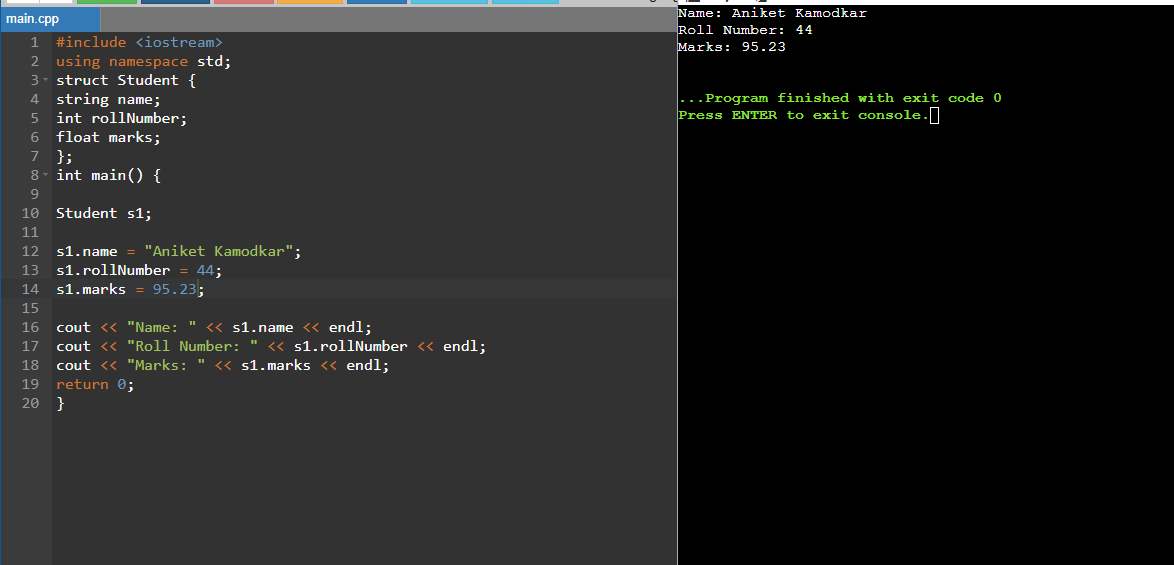 main.cpp
1 #include <iostream>
2 using namespace std;
3 struct Student {
4 string name;
5 int rollNumber;
6 float marks;
7 };
8 int main() {
9
10 Student s1;
11
12 s1.name = "Aniket Kamodkar";
13 s1.rollNumber = 44;
14 s1.marks = 95.23;
15
16 cout << "Name: " << s1.name << endl;
17 cout << "Roll Number: " << s1.rollNumber << endl;
18 cout << "Marks: " << s1.marks << endl;
19 return 0;
20 }
Name: Aniket Kamodkar
Roll Number: 44
Marks: 95.23
...Program finished with exit code 0
Press ENTER to exit console.